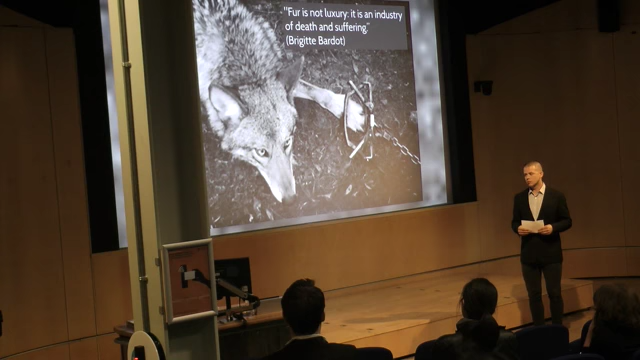 "Fur is not luxury: it is an industry
of death and suffering."
(Brigitte Bardot)